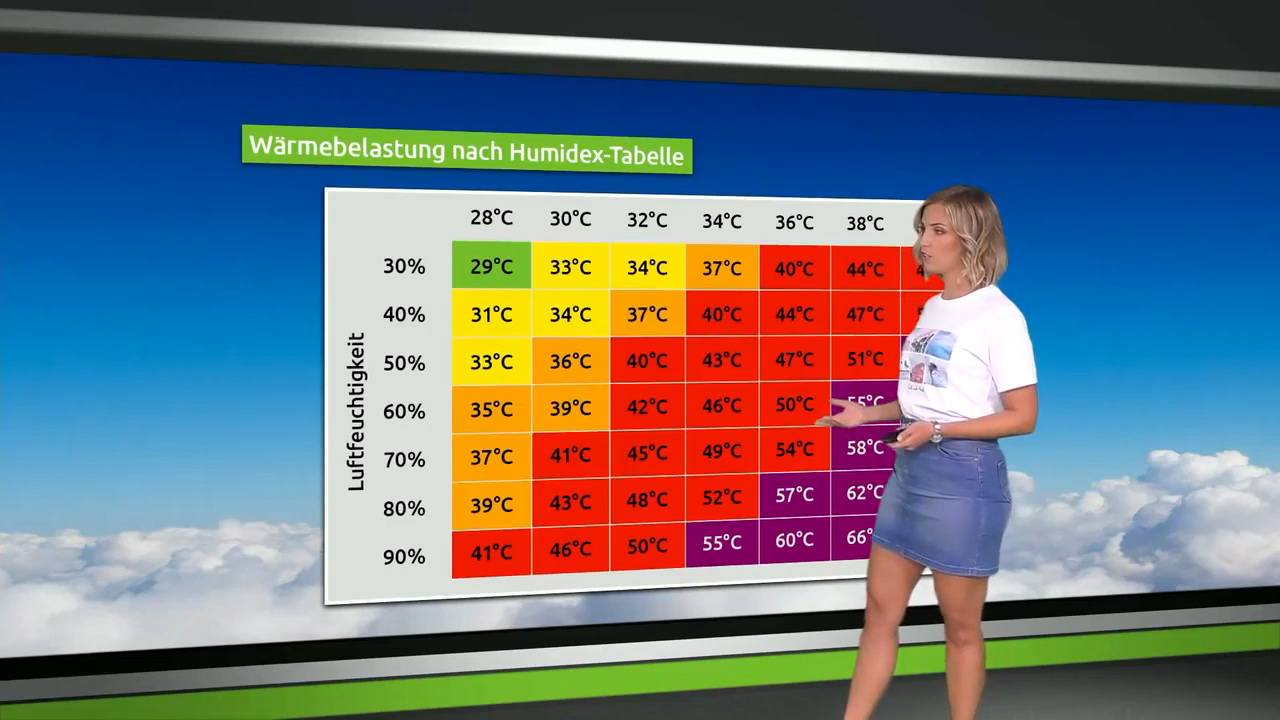 Wärmebelastung nach Humidex-Tabelle
28°C 30°C 32°C 34°C 36°C 38°C
Luftfeuchtigkeit
30% 29°C 33°C 34°C 37°C 40°C 44°C
40% 31°C 34°C 37°C 40°C 44°C 47°C
50% 33°C 36°C 40°C 43°C 47°C 51°C
60% 35°C 39°C 42°C 46°C 50°C 55°C
70% 37°C 41°C 45°C 49°C 54°C 58°C
80% 39°C 43°C 48°C 52°C 57°C 62°C
90% 41°C 46°C 50°C 55°C 60°C 66°